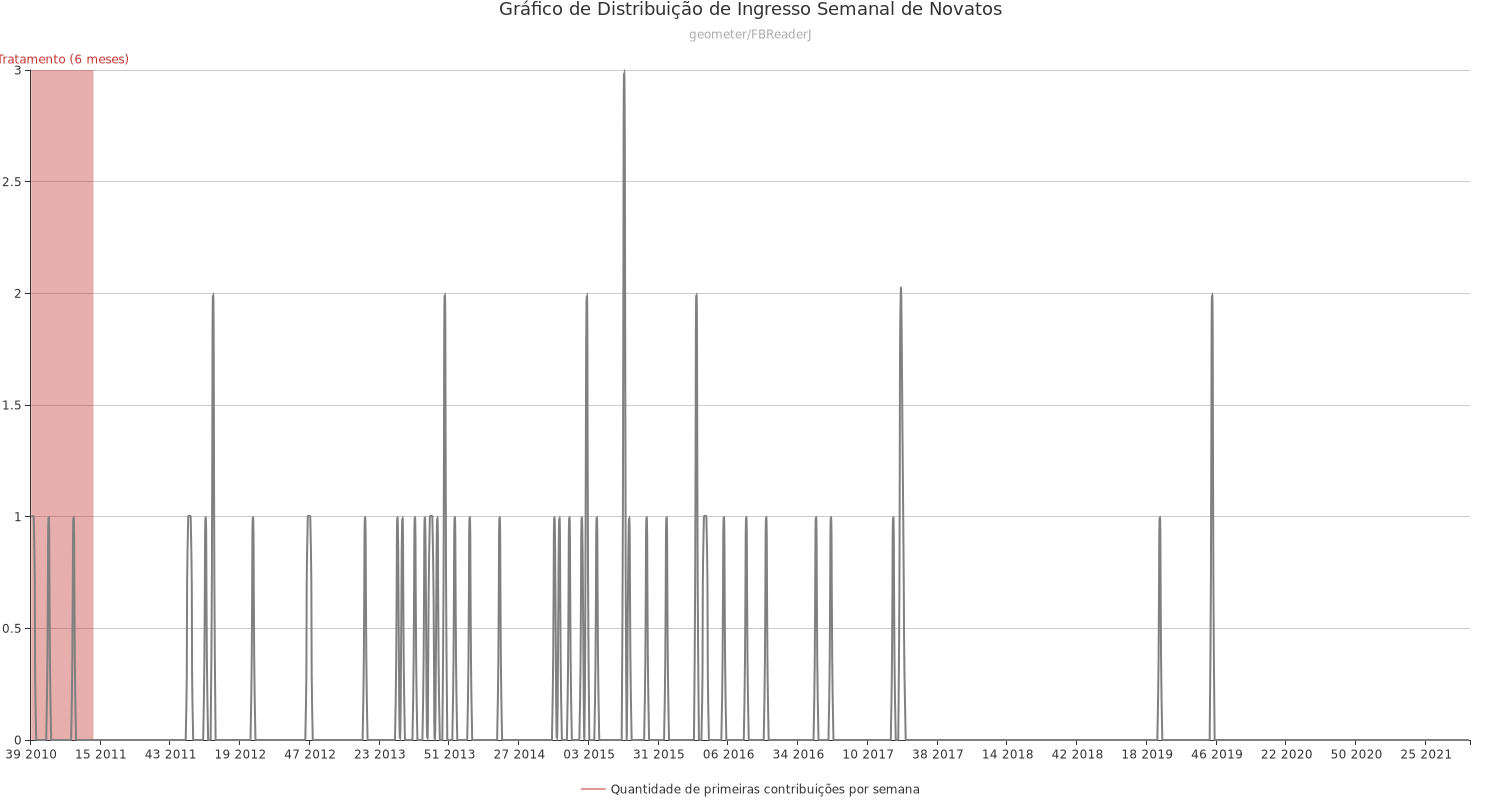 Gráfico de Distribuição de Ingresso Semanal de Novatos
geometer/FBReaderJ
Tratamento (6 meses)
3
2.5
2
1.5
1
0.5
0
39 2010 15 2011 43 2011 19 2012 47 2012 23 2013 51 2013 27 2014 03 2015 31 2015 06 2016 34 2016 10 2017 38 2017 14 2018 42 2018 18 2019 46 2019 22 2020 50 2020 25 2021
Quantidade de primeiras contribuições por semana